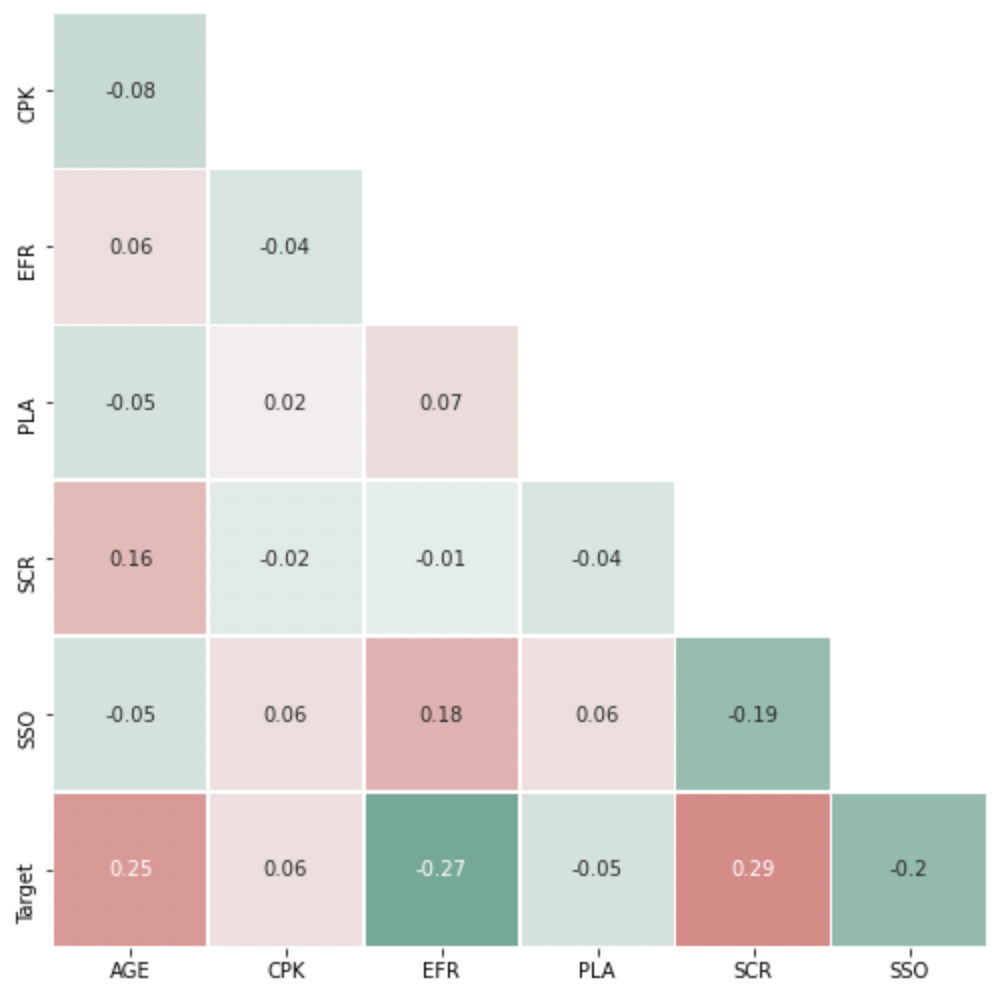 CPK -0.08
EFR 0.06 -0.04
PLA -0.05 0.02 0.07
SCR 0.16 -0.02 -0.01 -0.04
SSO -0.05 0.06 0.18 0.06 -0.19
Target 0.25 0.06 -0.27 -0.05 0.29 -0.2
AGE CPK EFR PLA SCR SSO